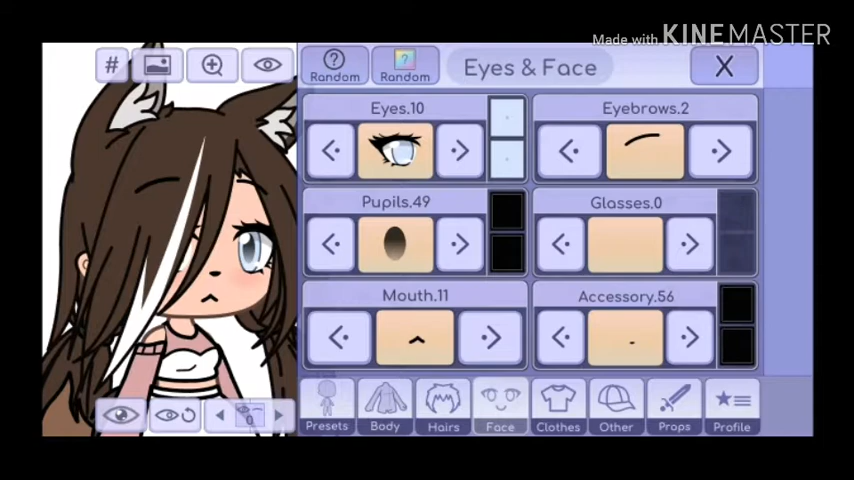 Made with KINEMASTER
#
? Random
? Random
Eyes & Face
X
Eyes.10
Eyebrows.2
Pupils.49
Glasses.0
Mouth.11
Accessory.56
0
Presets
Body
Hairs
Face
Clothes
Other
Props
Profile